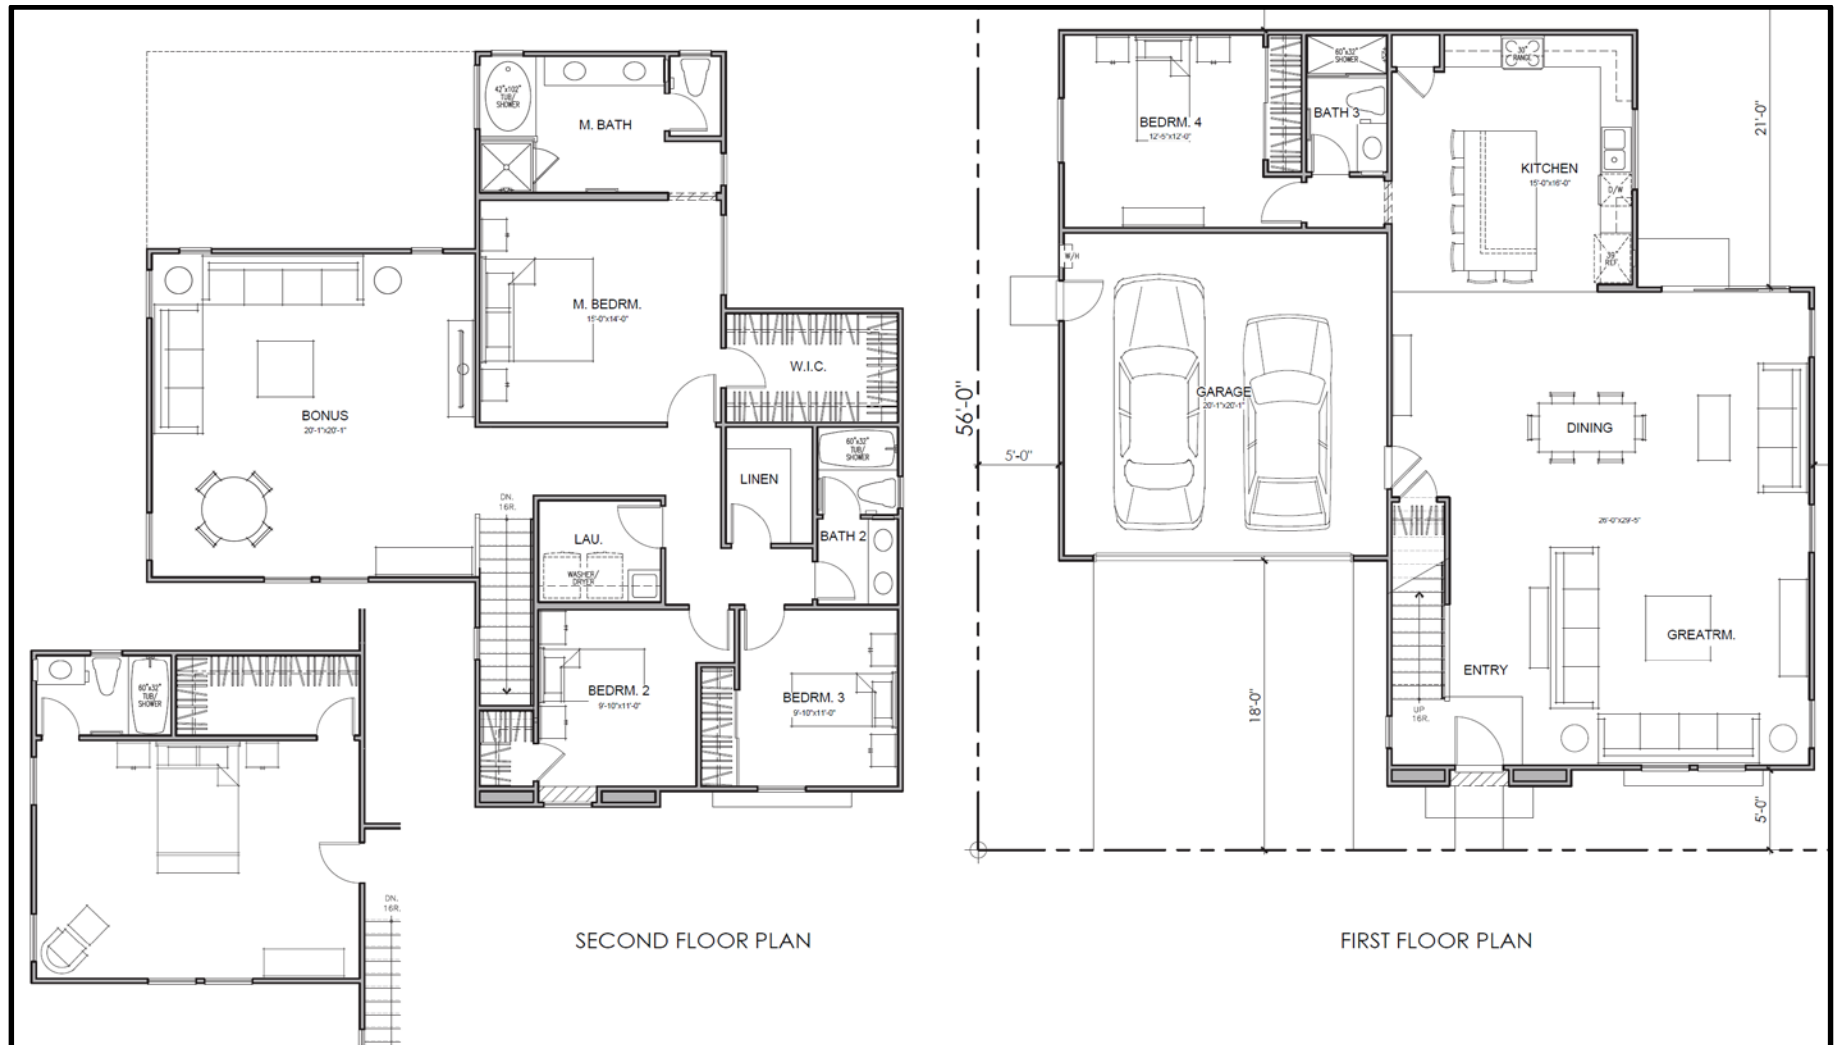 42"x102"
TUB/
SHOWER
M. BATH
M. BEDRM.
15'-0"x14'-0"
W.I.C.
BONUS
20'-1"x20'-1"
LINEN
60"x32"
TUB/
SHOWER
BATH 2
DN.
16R.
LAU.
WASHER/
DRYER
BEDRM. 2
9'-10"x11'-0"
BEDRM. 3
9'-10"x11'-0"
60"x32"
TUB/
SHOWER
DN.
16R.
SECOND FLOOR PLAN
60"x32"
SHOWER
30"
RANGE
BEDRM. 4
12'-5"x12'-0"
BATH 3
KITCHEN
15'-0"x16'-0"
D/W
39"
REF.
21'-0"
W/H
GARAGE
20'-1"x20'-1"
56'-0"
5'-0"
DINING
26'-0"x29'-5"
GREATRM.
ENTRY
UP
16R.
18'-0"
5'-0"
FIRST FLOOR PLAN